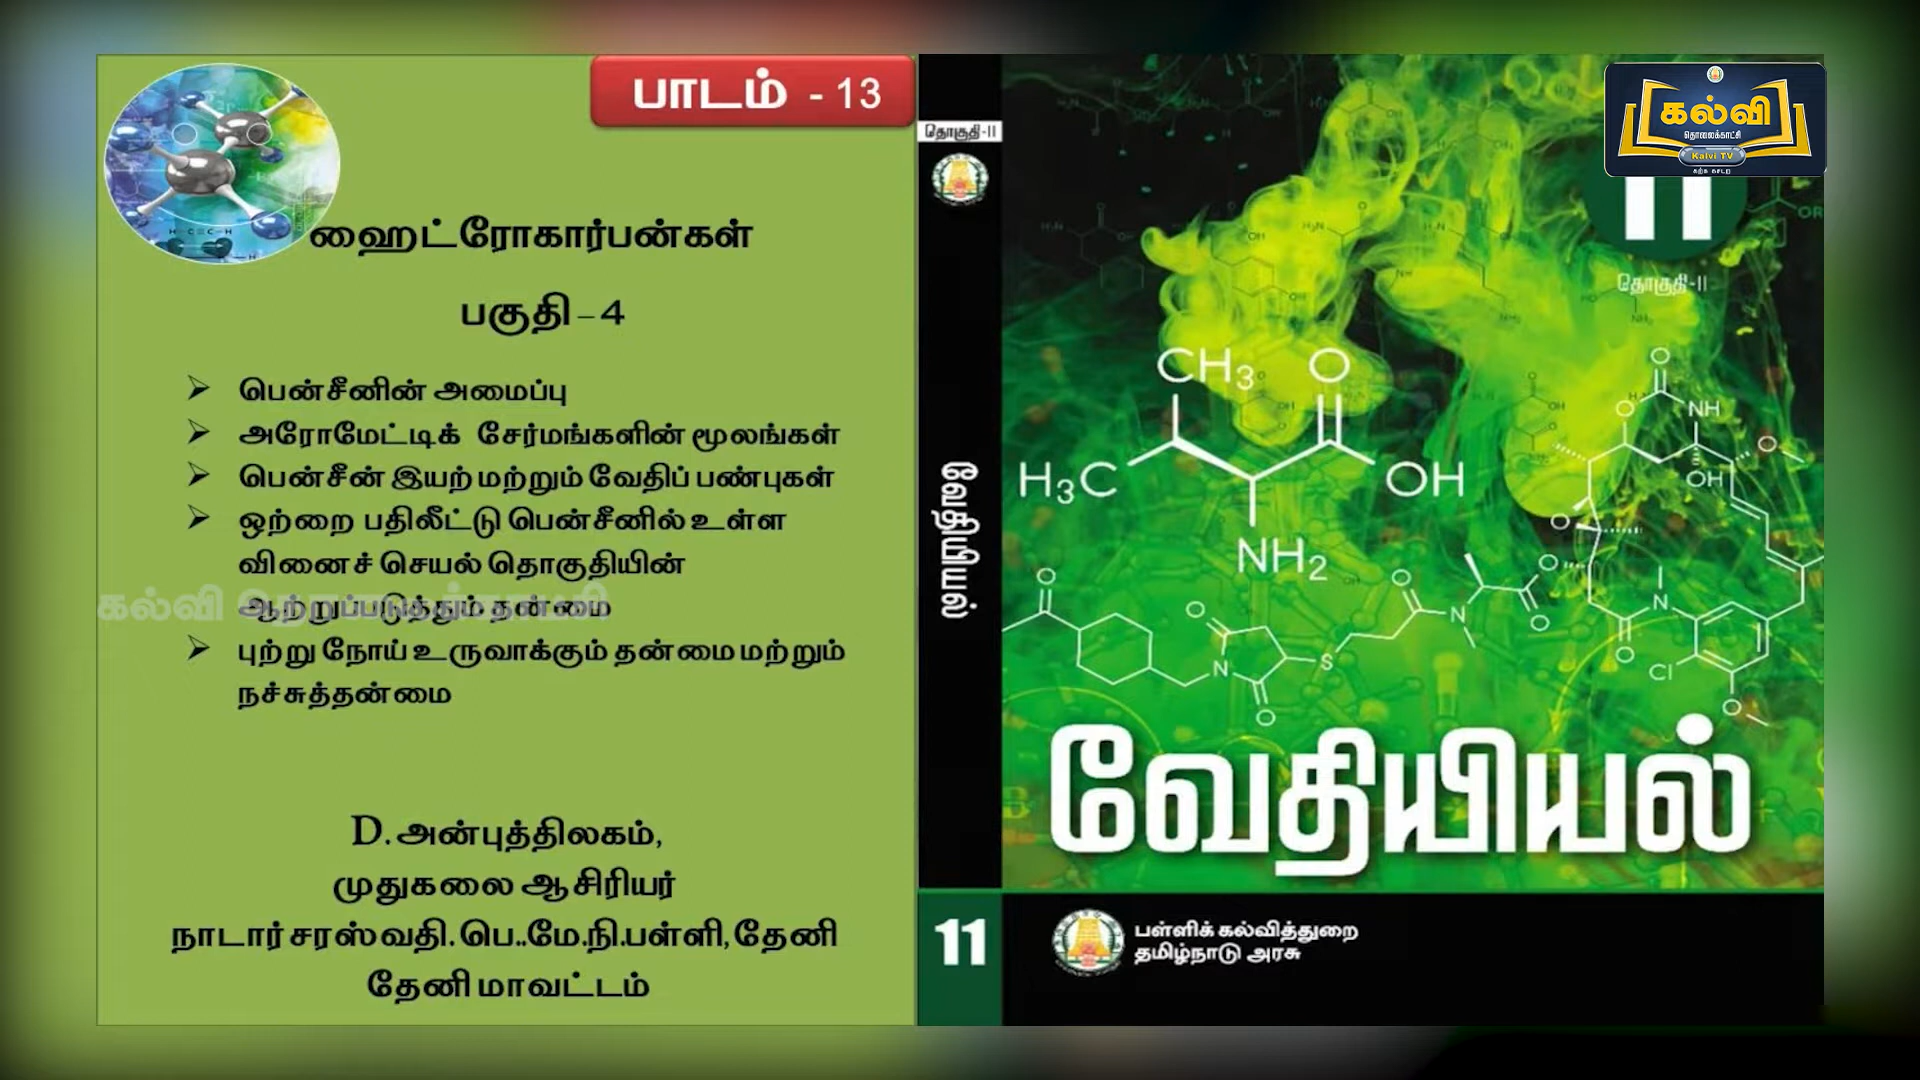 பாடம் - 13
ஹைட்ரோகார்பன்கள்
பகுதி – 4
பென்சீனின் அமைப்பு
அரோமேட்டிக் சேர்மங்களின் மூலங்கள்
பென்சீன் இயற் மற்றும் வேதிப் பண்புகள்
ஒற்றை பதிலீட்டு பென்சீனில் உள்ள
வினைச் செயல் தொகுதியின்
ஆற்றுப்படுத்தும் தன்மை
புற்று நோய் உருவாக்கும் தன்மை மற்றும்
நச்சுத்தன்மை
கல்வி தொலைக்காட்சி
D. அன்புத்திலகம்,
முதுகலை ஆசிரியர்
நாடார் சரஸ்வதி. பெ..மே.நி.பள்ளி, தேனி
தேனி மாவட்டம்
தொகுதி-II
வேதியியல்
11
கல்வி
தொலைக்காட்சி
Kalvi TV
கற்க கசடற
11
தொகுதி-II
CH3 O
H3C OH
NH2
O NH
O O
OH
O
O O O O
N N
N S O O
O Cl
O O
வேதியியல்
பள்ளிக் கல்வித்துறை
தமிழ்நாடு அரசு